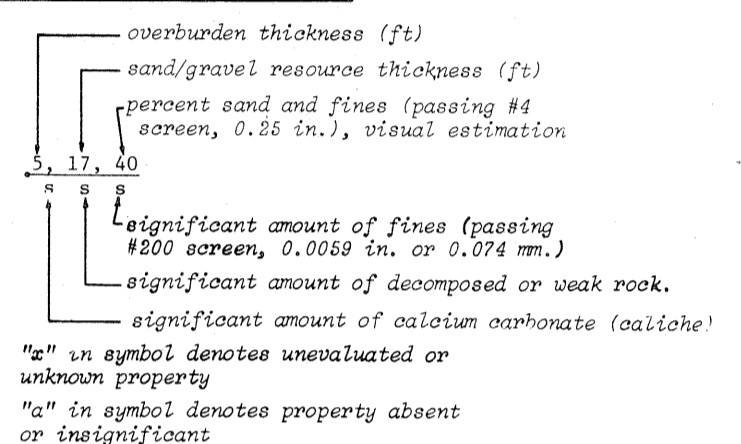 overburden thickness (ft)
sand/gravel resource thickness (ft)
percent sand and fines (passing #4
screen, 0.25 in.), visual estimation
5, 17, 40
s s s
significant amount of fines (passing
#200 screen, 0.0059 in. or 0.074 mm.)
significant amount of decomposed or weak rock.
significant amount of calcium carbonate (caliche)
"x" in symbol denotes unevaluated or
unknown property
"a" in symbol denotes property absent
or insignificant